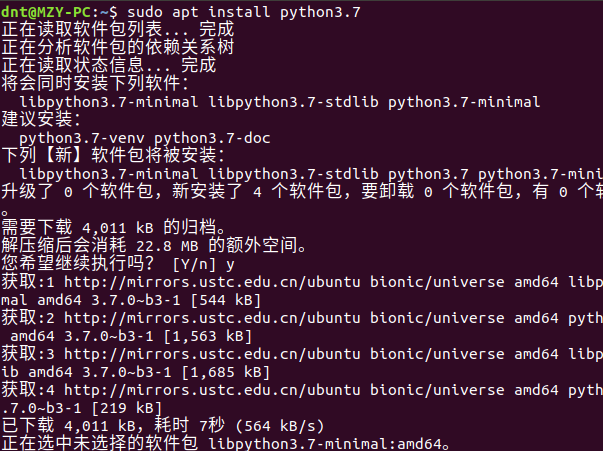 dnt@MZY-PC:~$ sudo apt install python3.7
正在读取软件包列表... 完成
正在分析软件包的依赖关系树
正在读取状态信息... 完成
将会同时安装下列软件：
libpython3.7-minimal libpython3.7-stdlib python3.7-minimal
建议安装：
python3.7-venv python3.7-doc
下列【新】软件包将被安装：
libpython3.7-minimal libpython3.7-stdlib python3.7 python3.7-mini
升级了 0 个软件包，新安装了 4 个软件包，要卸载 0 个软件包，有 0 个软
。
需要下载 4,011 kB 的归档。
解压缩后会消耗 22.8 MB 的额外空间。
您希望继续执行吗？ [Y/n] y
获取:1 http://mirrors.ustc.edu.cn/ubuntu bionic/universe amd64 libp
mal amd64 3.7.0~b3-1 [544 kB]
获取:2 http://mirrors.ustc.edu.cn/ubuntu bionic/universe amd64 pyth
amd64 3.7.0~b3-1 [1,563 kB]
获取:3 http://mirrors.ustc.edu.cn/ubuntu bionic/universe amd64 libp
ib amd64 3.7.0~b3-1 [1,685 kB]
获取:4 http://mirrors.ustc.edu.cn/ubuntu bionic/universe amd64 pyth
.7.0~b3-1 [219 kB]
已下载 4,011 kB，耗时 7秒 (564 kB/s)
正在选中未选择的软件包 libpython3.7-minimal:amd64。